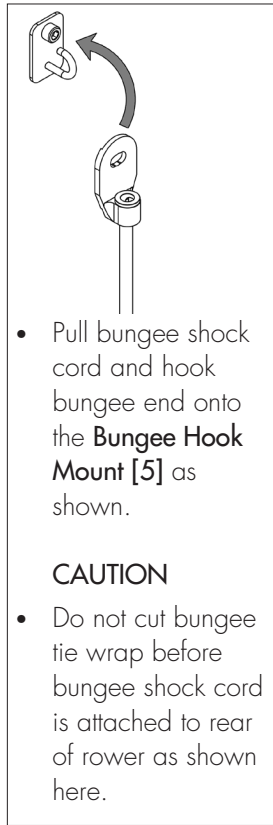 • Pull bungee shock
cord and hook
bungee end onto
the Bungee Hook
Mount [5] as
shown.
CAUTION
• Do not cut bungee
tie wrap before
bungee shock cord
is attached to rear
of rower as shown
here.